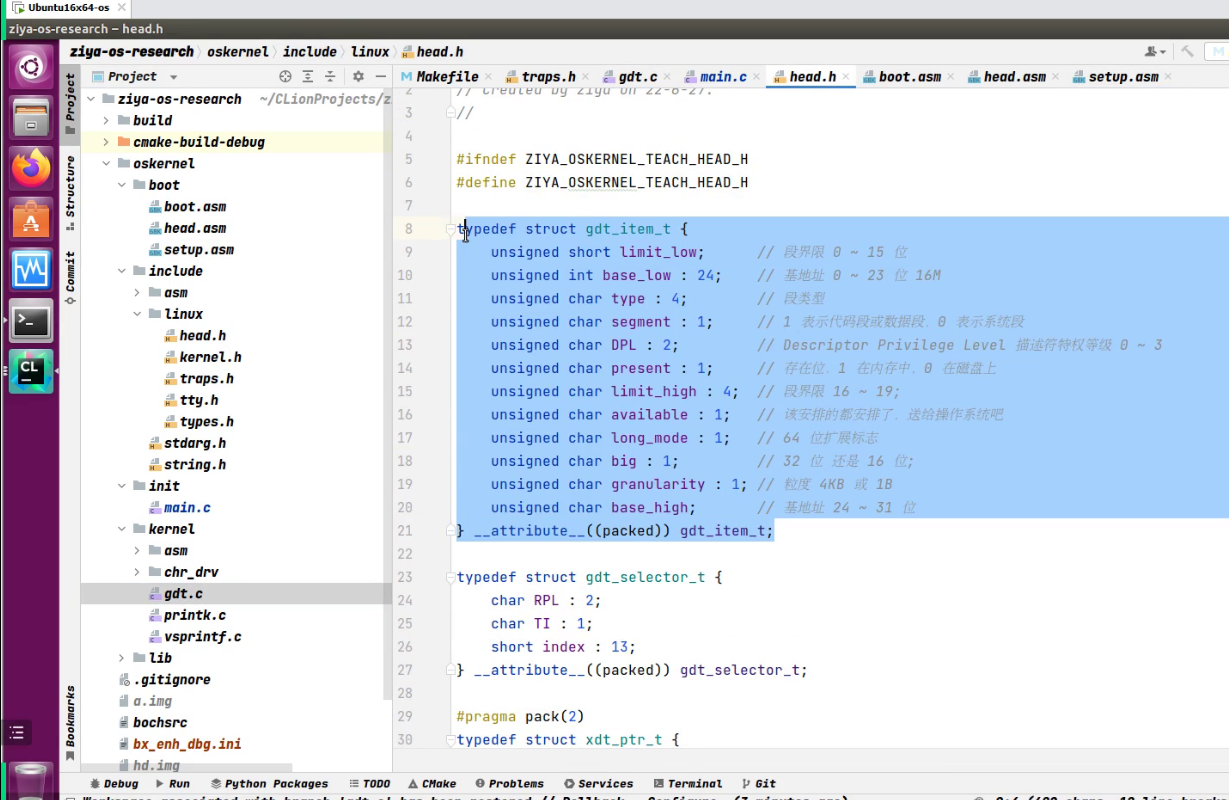 Ubuntu16x64-os
ziya-os-research – head.h
ziya-os-research oskernel include linux head.h
Project
Makefile traps.h gdt.c main.c head.h boot.asm head.asm setup.asm
Project
Structure
Commit
Bookmarks
ziya-os-research ~/CLionProjects/z
build
cmake-build-debug
oskernel
boot
boot.asm
head.asm
setup.asm
include
asm
linux
head.h
kernel.h
traps.h
tty.h
types.h
stdarg.h
string.h
init
main.c
kernel
asm
chr_drv
gdt.c
printk.c
vsprintf.c
lib
.gitignore
a.img
bochsrc
bx_enh_dbg.ini
hd.img
2 // Created by ziya on 22-6-27.
3 //
4
5 #ifndef ZIYA_OSKERNEL_TEACH_HEAD_H
6 #define ZIYA_OSKERNEL_TEACH_HEAD_H
7
8 typedef struct gdt_item_t {
9 unsigned short limit_low; // 段界限 0 ~ 15 位
10 unsigned int base_low : 24; // 基地址 0 ~ 23 位 16M
11 unsigned char type : 4; // 段类型
12 unsigned char segment : 1; // 1 表示代码段或数据段，0 表示系统段
13 unsigned char DPL : 2; // Descriptor Privilege Level 描述符特权等级 0 ~ 3
14 unsigned char present : 1; // 存在位，1 在内存中，0 在磁盘上
15 unsigned char limit_high : 4; // 段界限 16 ~ 19;
16 unsigned char available : 1; // 该安排的都安排了，送给操作系统吧
17 unsigned char long_mode : 1; // 64 位扩展标志
18 unsigned char big : 1; // 32 位 还是 16 位;
19 unsigned char granularity : 1; // 粒度 4KB 或 1B
20 unsigned char base_high; // 基地址 24 ~ 31 位
21 } __attribute__((packed)) gdt_item_t;
22
23 typedef struct gdt_selector_t {
24 char RPL : 2;
25 char TI : 1;
26 short index : 13;
27 } __attribute__((packed)) gdt_selector_t;
28
29 #pragma pack(2)
30 typedef struct xdt_ptr_t {
Debug Run Python Packages TODO CMake Problems Services Terminal Git